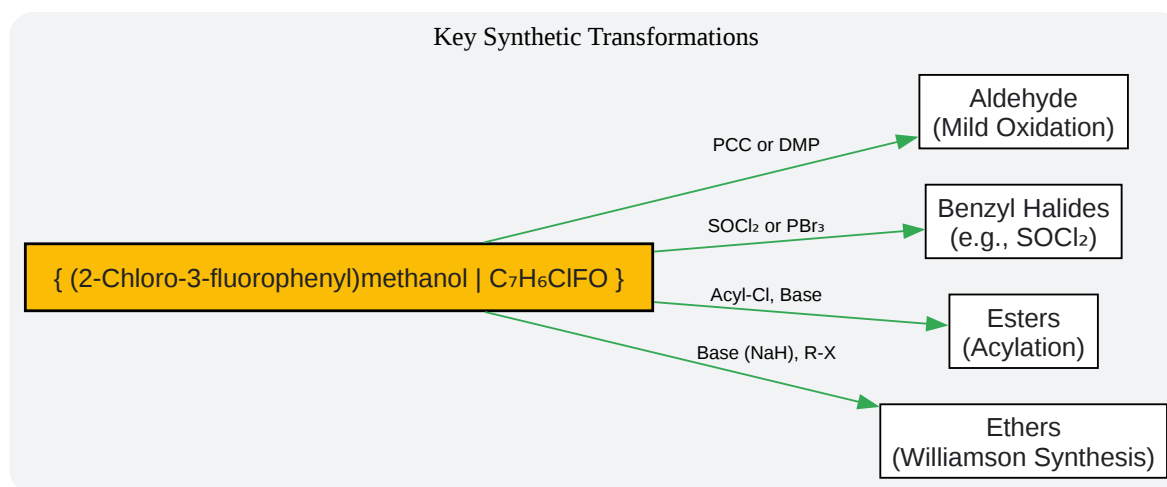 Key Synthetic Transformations
Aldehyde
(Mild Oxidation)
PCC or DMP
Benzyl Halides
(e.g., SOCl₂)
SOCl₂ or PBr₃
{ (2-Chloro-3-fluorophenyl)methanol | C₇H₆ClFO }
Acyl-Cl, Base
Esters
(Acylation)
Base (NaH), R-X
Ethers
(Williamson Synthesis)